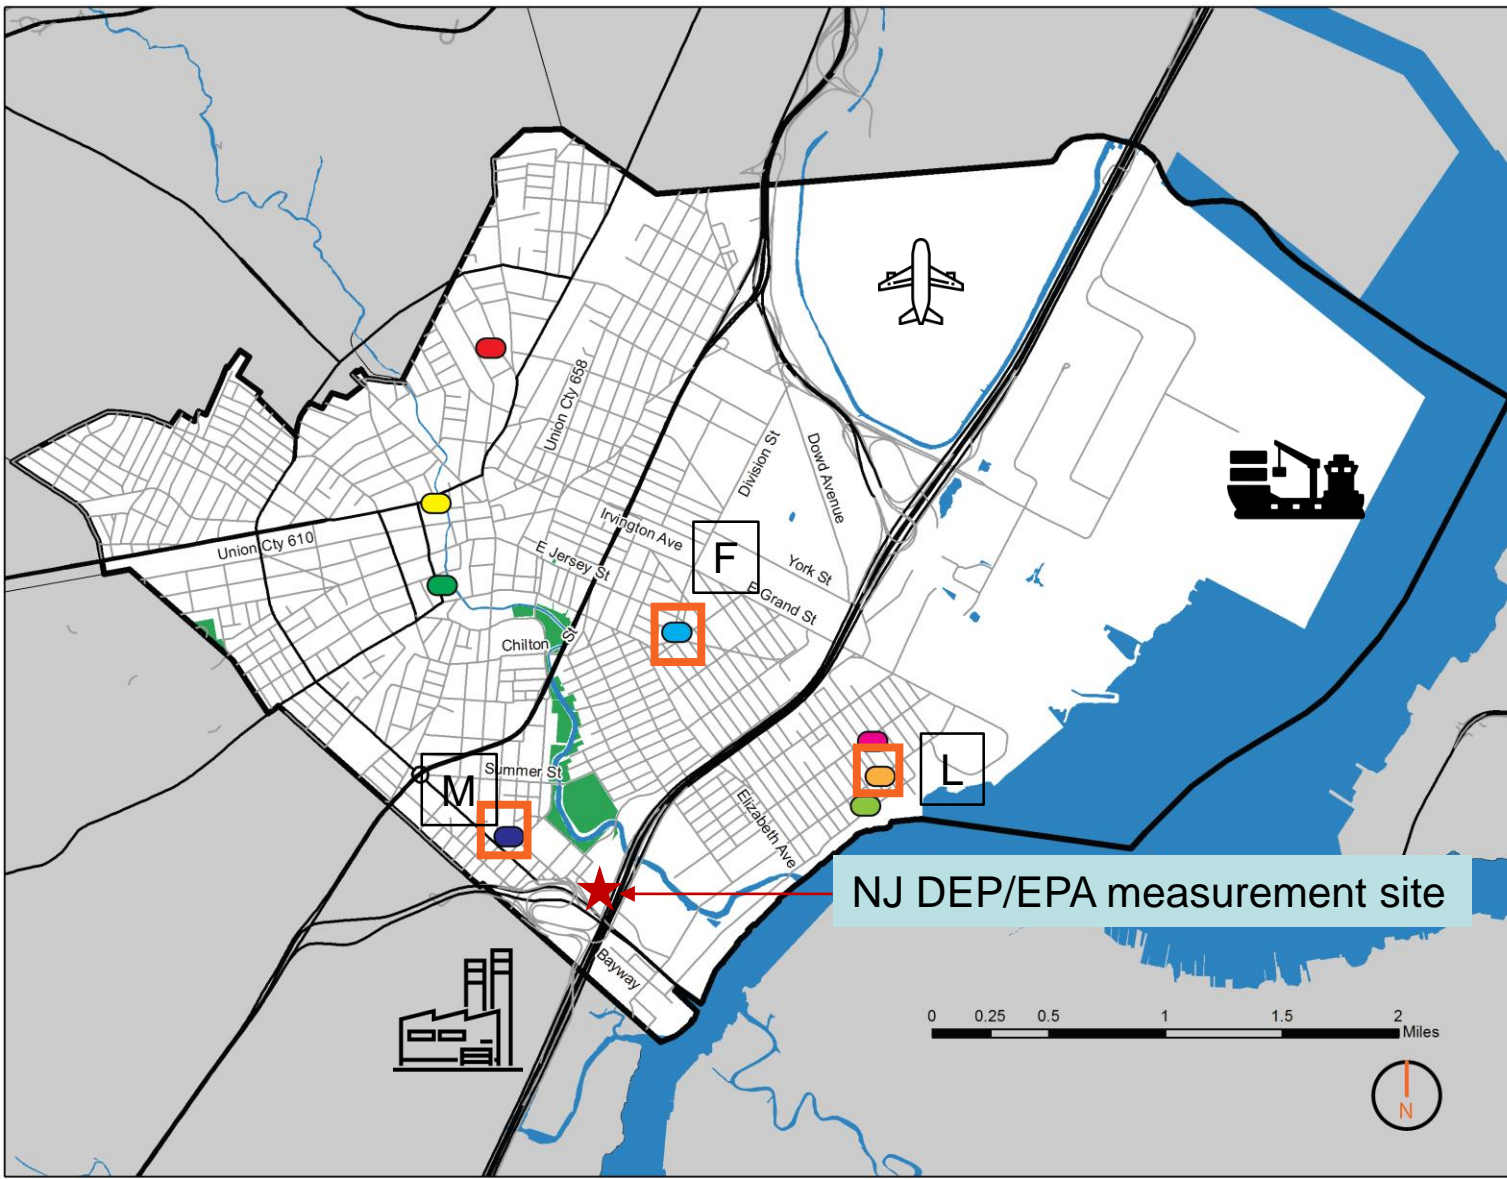 Union Cty 658
Division St
Dowd Avenue
Irvington Ave
Union Cty 610
E Jersey St
F
York St
E Grand St
Chilton
St
Summer St
M
L
Elizabeth Ave
NJ DEP/EPA measurement site
Bayway
0 0.25 0.5 1 1.5 2
Miles
N